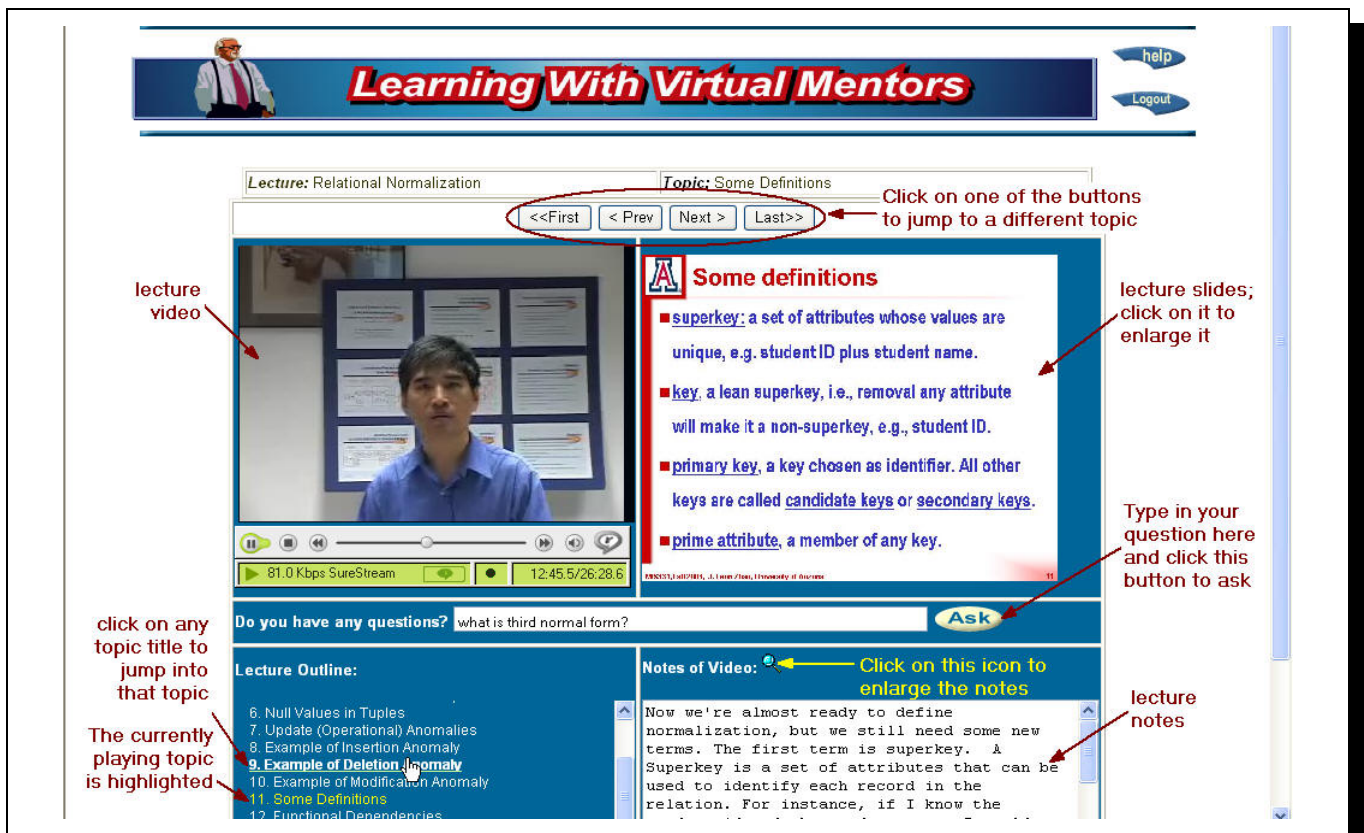 help
Learning With Virtual Mentors
Logout
Lecture: Relational Normalization
Topic: Some Definitions
Click on one of the buttons
to jump to a different topic
<<First
< Prev
Next >
Last>>
lecture
video
Some definitions
superkey: a set of attributes whose values are
unique, e.g. student ID plus student name.
key, a lean superkey, i.e., removal any attribute
will make it a non-superkey, e.g., student ID.
primary key, a key chosen as identifier. All other
keys are called candidate keys or secondary keys.
prime attribute, a member of any key.
11
lecture slides;
click on it to
enlarge it
81.0 Kbps SureStream
12:45.5/26:28.6
Type in your
question here
and click this
button to ask
Do you have any questions?
what is third normal form?
Ask
click on any
topic title to
jump into
that topic
The currently
playing topic
is highlighted
Lecture Outline:
6. Null Values in Tuples
7. Update (Operational) Anomalies
8. Example of Insertion Anomaly
9. Example of Deletion Anomaly
10. Example of Modification Anomaly
11. Some Definitions
12. Functional Dependencies
Notes of Video:
Click on this icon to
enlarge the notes
Now we're almost ready to define
normalization, but we still need some new
terms. The first term is superkey. A
Superkey is a set of attributes that can be
used to identify each record in the
relation. For instance, if I know the
lecture
notes